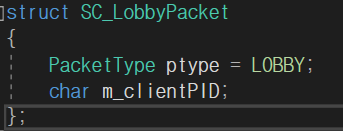 struct SC_LobbyPacket
{
PacketType ptype = LOBBY;
char m_clientPID;
};